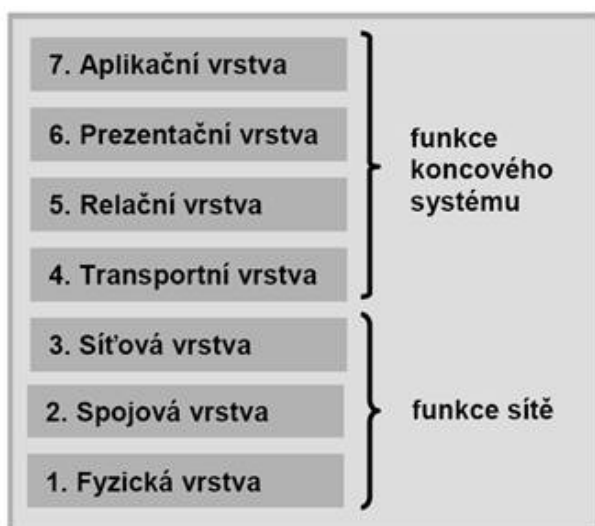 7. Aplikační vrstva
6. Prezentační vrstva
5. Relační vrstva
4. Transportní vrstva
funkce
koncového
systému
3. Síťová vrstva
2. Spojová vrstva
1. Fyzická vrstva
funkce sítě